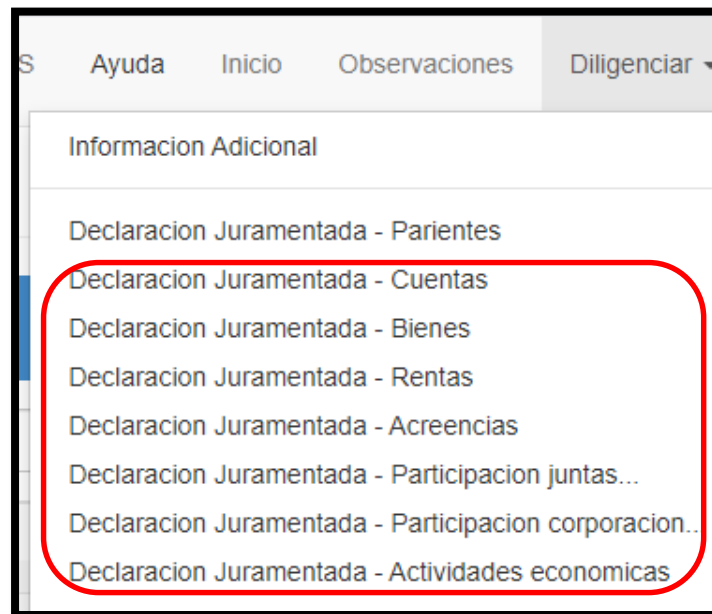 S Ayuda Inicio Observaciones Diligenciar
Informacion Adicional
Declaracion Juramentada - Parientes
Declaracion Juramentada - Cuentas
Declaracion Juramentada - Bienes
Declaracion Juramentada - Rentas
Declaracion Juramentada - Acreencias
Declaracion Juramentada - Participacion juntas...
Declaracion Juramentada - Participacion corporacion...
Declaracion Juramentada - Actividades economicas